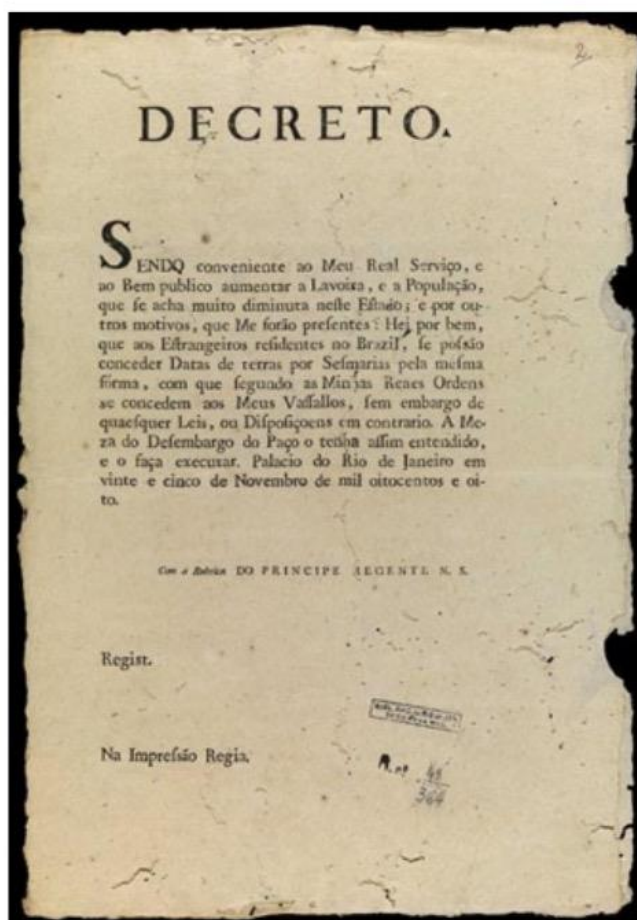 2
DECRETO.
SENDO conveniente ao Meu Real Serviço, e
ao Bem publico aumentar a Lavoira, e a População,
que ſe acha muito diminuta neſte Eſtado; e por ou-
tros motivos, que Me forão preſentes: Hei por bem,
que aos Eſtrangeiros reſidentes no Brazil, ſe poſsão
conceder Datas de terras por Seſmarias pela meſma
fórma, com que ſegundo as Minhas Reaes Ordens
se concedem aos Meus Vaſſallos, ſem embargo de
quaeſquer Leis, ou Diſpoſiçoens em contrario. A Me-
za do Deſembargo do Paço o tenha aſſim entendido,
e o faça executar. Palacio do Rio de Janeiro em
vinte e cinco de Novembro de mil oitocentos e oi-
to.
Com a Rubrica DO PRINCIPE REGENTE N. S.
Regist.
Na Impreſsão Regia.